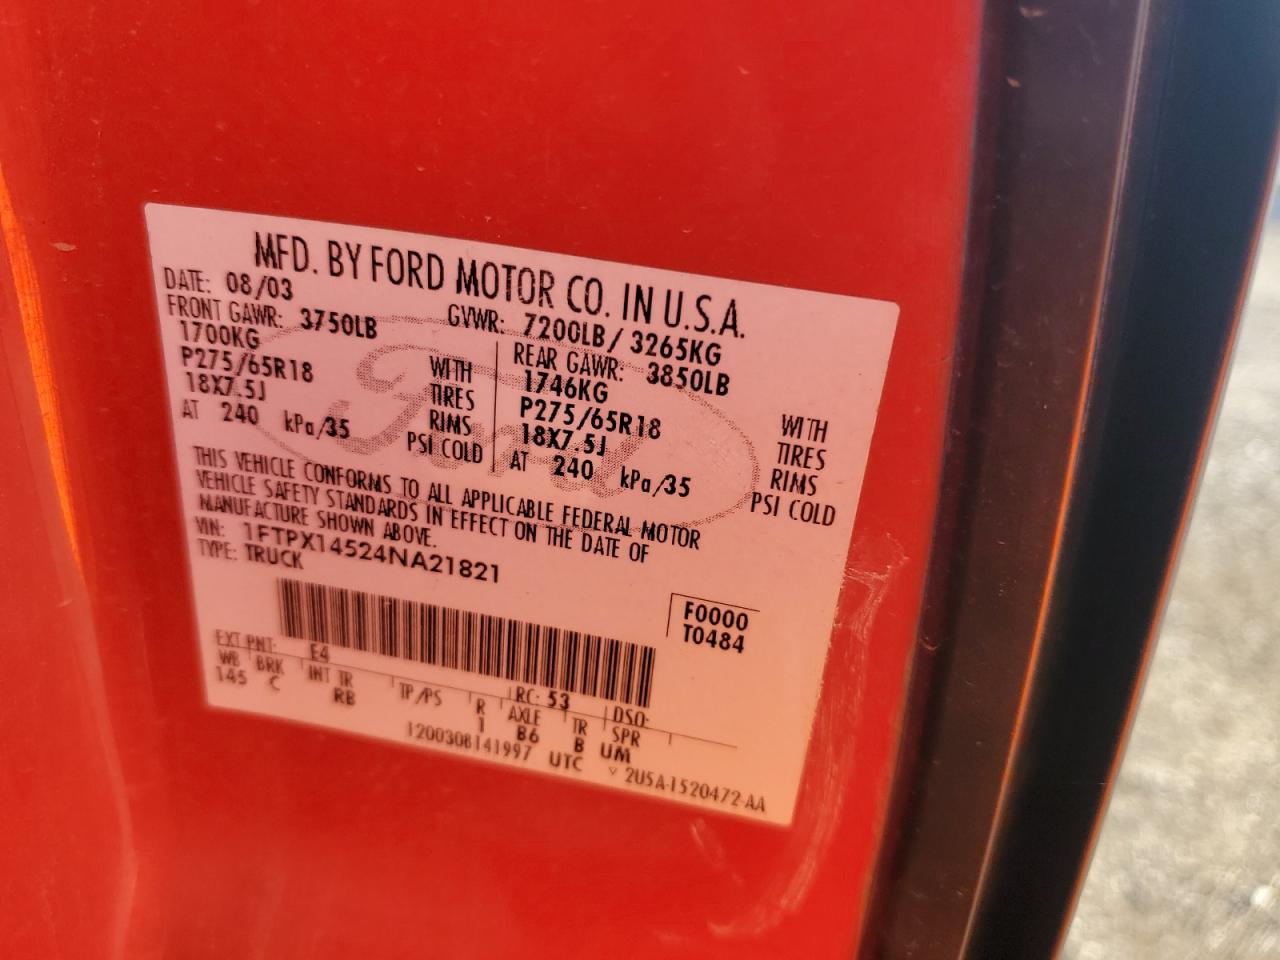 MFD. BY FORD MOTOR CO. IN U.S.A.
DATE: 08/03 GVWR: 7200LB/ 3265KG
FRONT GAWR: 3750LB REAR GAWR: 3850LB
1700KG WITH 1746KG WITH
P275/65R18 TIRES P275/65R18 TIRES
18X7.5J RIMS 18X7.5J RIMS
AT 240 kPa/35 PSI COLD AT 240 kPa/35 PSI COLD
Ford
THIS VEHICLE CONFORMS TO ALL APPLICABLE FEDERAL MOTOR
VEHICLE SAFETY STANDARDS IN EFFECT ON THE DATE OF
MANUFACTURE SHOWN ABOVE.
VIN: 1FTPX14524NA21821
TYPE: TRUCK
F0000
T0484
EXT PNT: E4 RC: 53 DSO:
WB BRK INT TR TP/PS R AXLE TR SPR
145 C RB 1 B6 B UM
1200308141997 UTC 2U5A-1520472-AA